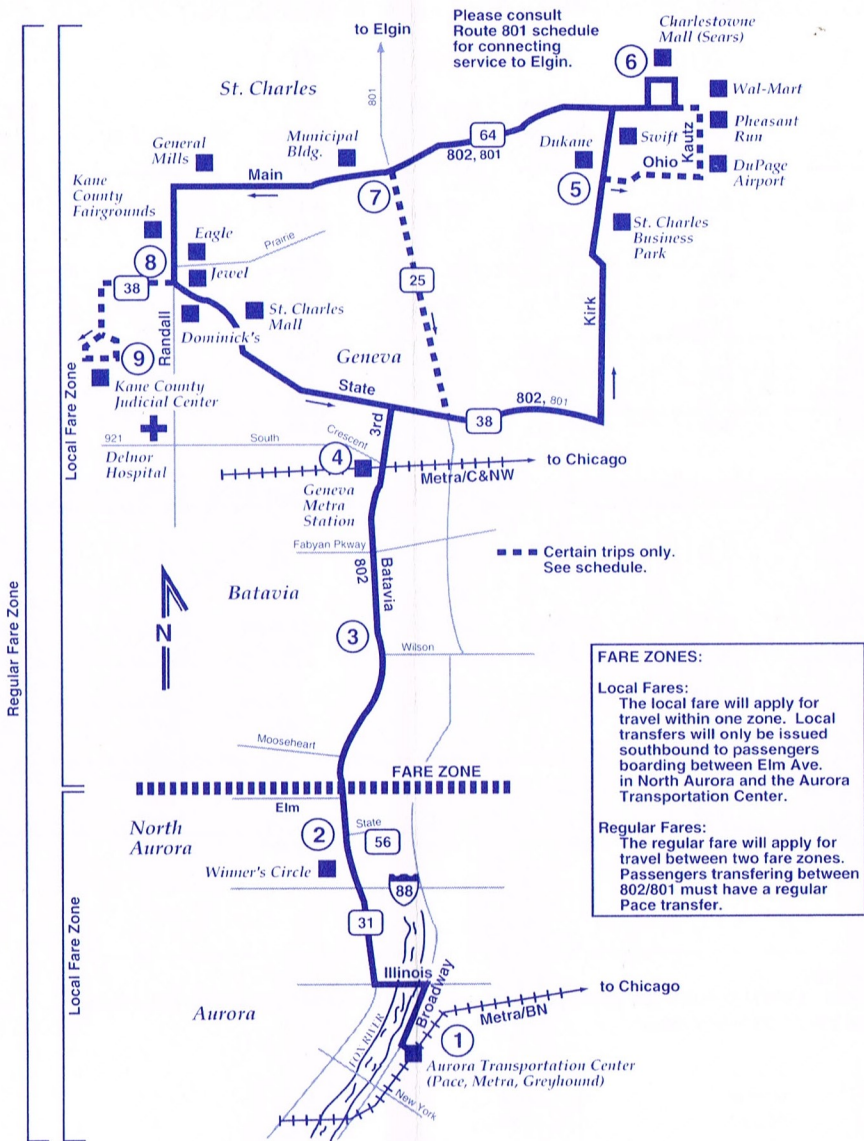 Please consult
Route 801 schedule
for connecting
service to Elgin.
to Elgin
801
Charlestowne
Mall (Sears)
6
St. Charles
Wal-Mart
Pheasant
Run
DuPage
Airport
Kautz
Swift
Ohio
Dukane
5
St. Charles
Business
Park
64
802, 801
Municipal
Bldg.
General
Mills
Main
7
Kane
County
Fairgrounds
Eagle
Prairie
8
Jewel
38
Randall
Dominick's
St. Charles
Mall
25
Kirk
9
Kane County
Judicial Center
Geneva
State
802, 801
38
3rd
921
South
Crescent
Delnor
Hospital
4
to Chicago
Metra/C&NW
Geneva
Metra
Station
Fabyan Pkway
802
Batavia
Certain trips only.
See schedule.
Batavia
N
3
Wilson
Mooseheart
FARE ZONE
Elm
North
Aurora
2
State
56
Winner's Circle
88
31
Illinois
Broadway
Aurora
FOX RIVER
to Chicago
Metra/BN
1
Aurora Transportation Center
(Pace, Metra, Greyhound)
New York
Regular Fare Zone
Local Fare Zone
Local Fare Zone
FARE ZONES:
Local Fares:
The local fare will apply for
travel within one zone. Local
transfers will only be issued
southbound to passengers
boarding between Elm Ave.
in North Aurora and the Aurora
Transportation Center.
Regular Fares:
The regular fare will apply for
travel between two fare zones.
Passengers transfering between
802/801 must have a regular
Pace transfer.